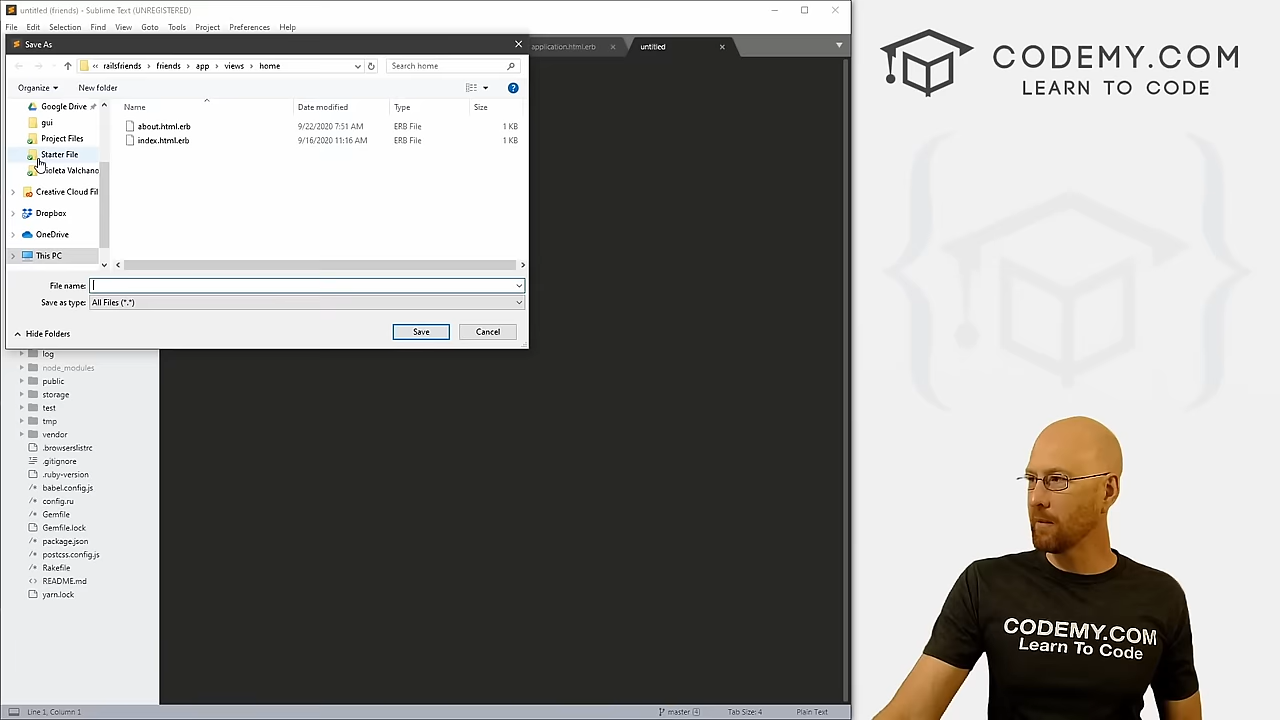 untitled (friends) - Sublime Text (UNREGISTERED)
File Edit Selection Find View Goto Tools Project Preferences Help
Save As
application.html.erb
untitled
« railsfriends › friends › app › views › home
Search home
Organize
New folder
Name
Date modified
Type
Size
Google Drive
gui
Project Files
Starter File
ioleta Valchano
Creative Cloud Fil
Dropbox
OneDrive
This PC
about.html.erb 9/22/2020 7:51 AM ERB File 1 KB
index.html.erb 9/16/2020 11:16 AM ERB File 1 KB
File name:
Save as type: All Files (*.*)
Hide Folders
Save
Cancel
log
node_modules
public
storage
test
tmp
vendor
.browserslistrc
.gitignore
.ruby-version
babel.config.js
config.ru
Gemfile
Gemfile.lock
package.json
postcss.config.js
Rakefile
README.md
yarn.lock
Line 1, Column 1
master 4
Tab Size: 4
Plain Text
CODEMY.COM
LEARN TO CODE
CODEMY.COM
Learn To Code